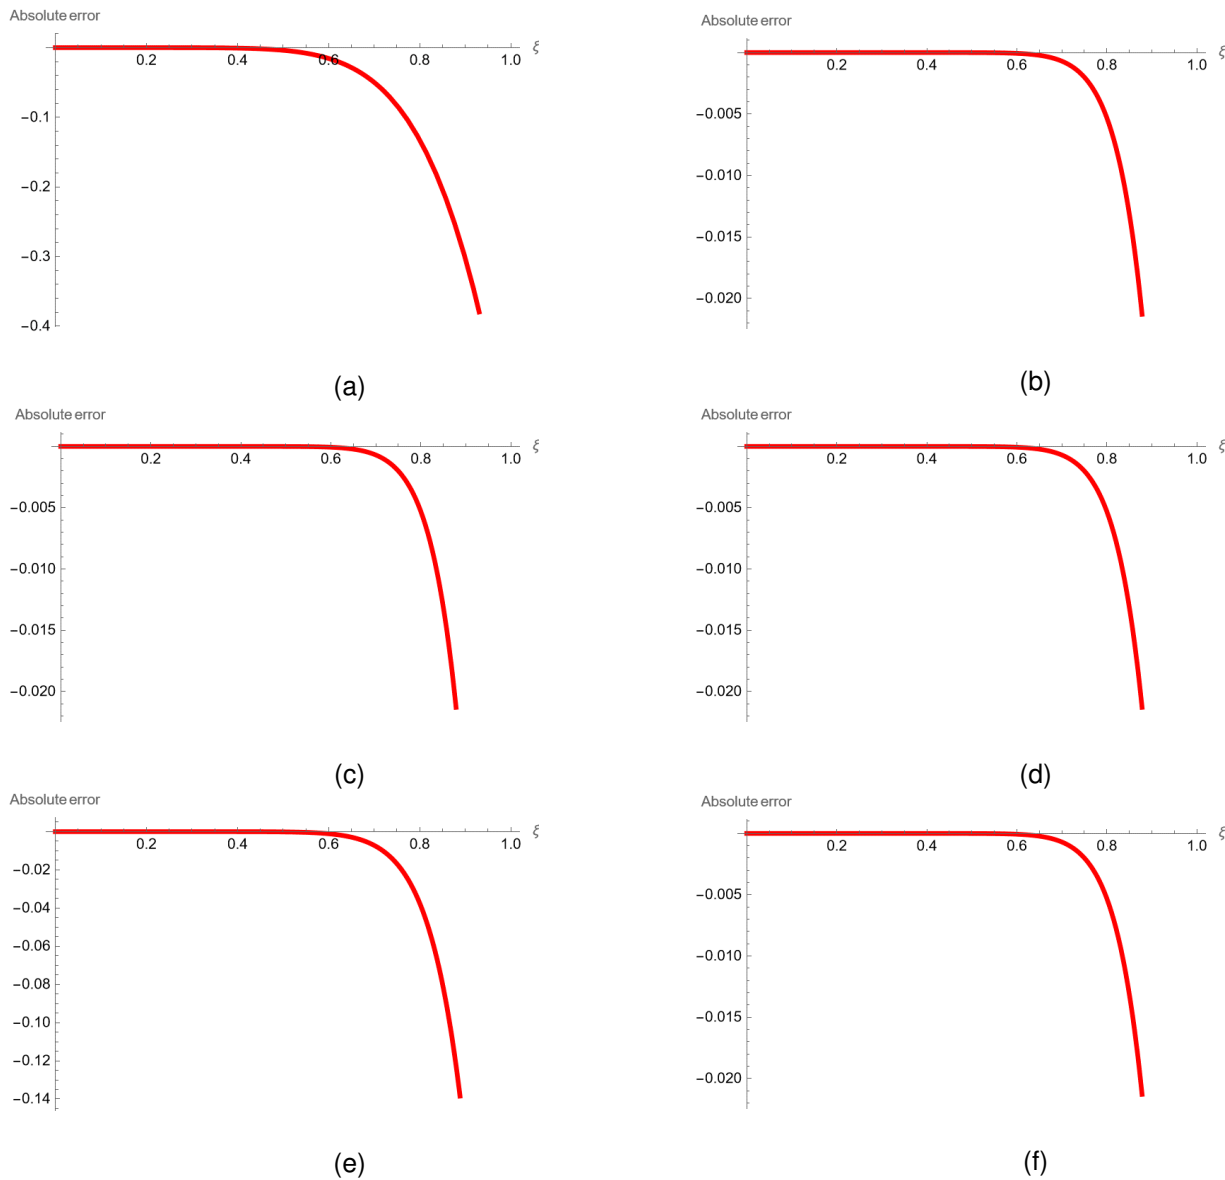 Absolute error
ξ
0.2 0.4 0.6 0.8 1.0
−0.1
−0.2
−0.3
−0.4
(a)
Absolute error
ξ
0.2 0.4 0.6 0.8 1.0
−0.005
−0.010
−0.015
−0.020
(b)
Absolute error
ξ
0.2 0.4 0.6 0.8 1.0
−0.005
−0.010
−0.015
−0.020
(c)
Absolute error
ξ
0.2 0.4 0.6 0.8 1.0
−0.005
−0.010
−0.015
−0.020
(d)
Absolute error
ξ
0.2 0.4 0.6 0.8 1.0
−0.02
−0.04
−0.06
−0.08
−0.10
−0.12
−0.14
(e)
Absolute error
ξ
0.2 0.4 0.6 0.8 1.0
−0.005
−0.010
−0.015
−0.020
(f)